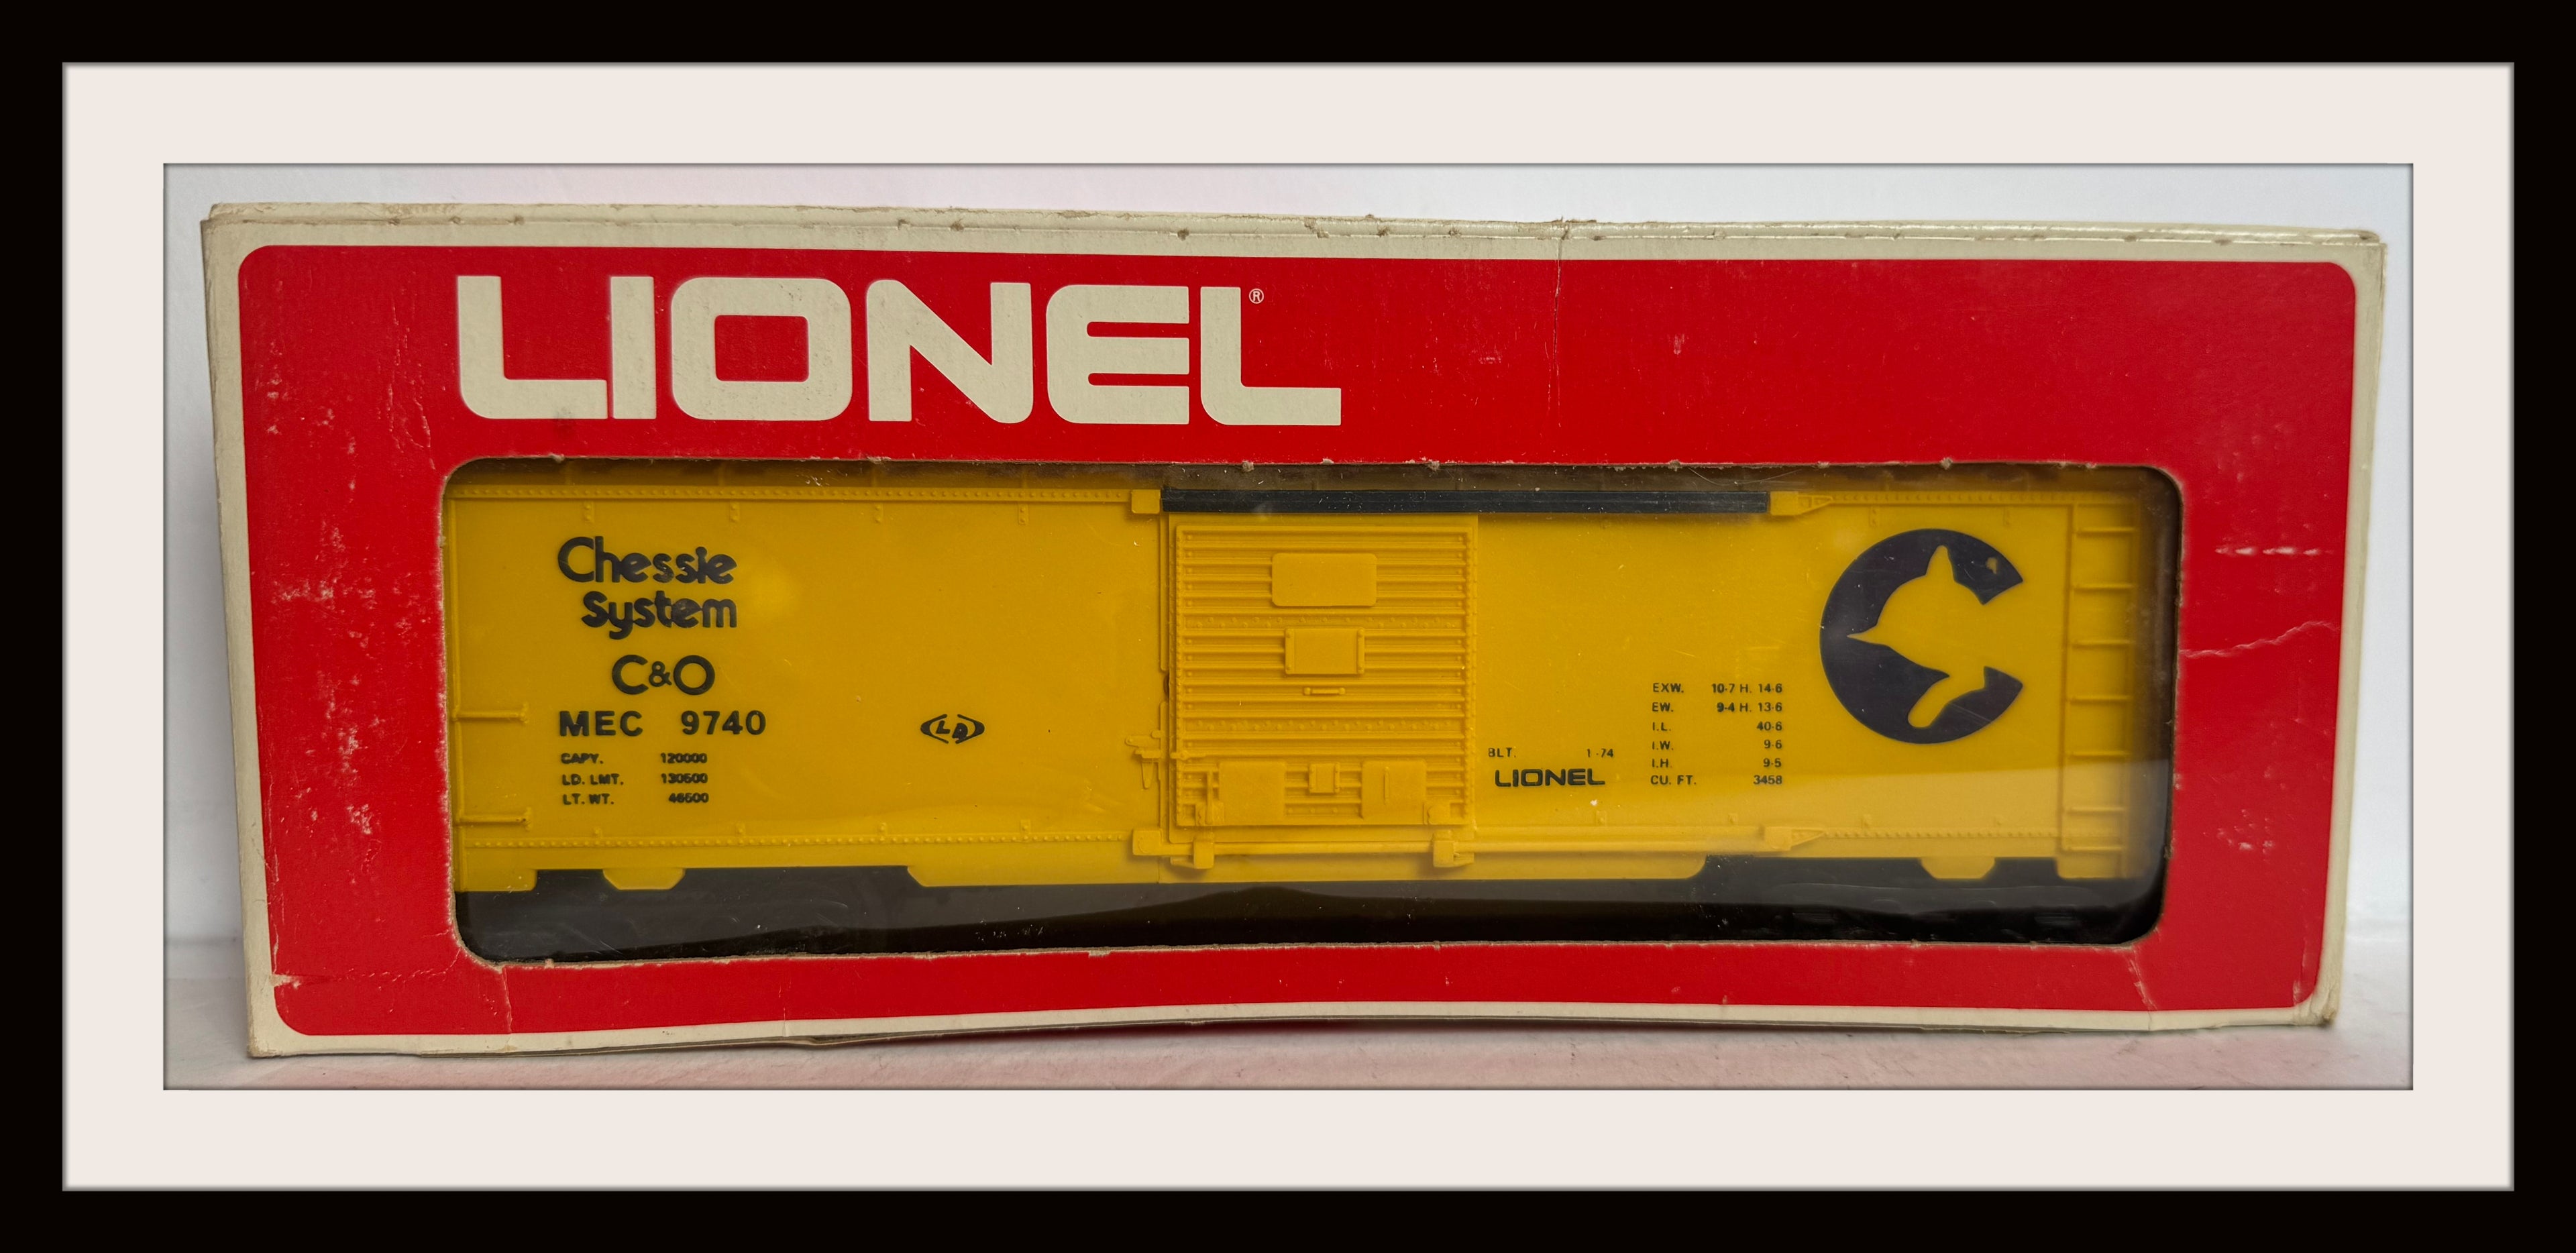 LIONEL®
Chessie
System
C&O
MEC 9740
CAPY. 120000
LD. LMT. 130500
LT. WT. 46500
LD
BLT. 1-74
LIONEL
EXW. 10-7 H. 14-6
EW. 9-4 H. 13-6
I.L. 40-6
I.W. 9-6
I.H. 9-5
CU. FT. 3458